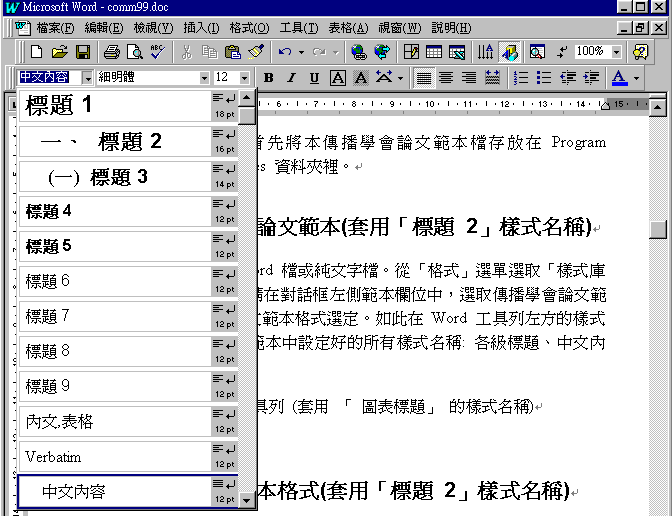 Microsoft Word - comm99.doc
檔案(F) 編輯(E) 檢視(V) 插入(I) 格式(O) 工具(T) 表格(A) 視窗(W) 說明(H)
ABC 100%
中文內容 細明體 12 B I U A A A A
標題 1 18 pt
一、 標題 2 16 pt
(一) 標題 3 14 pt
標題 4 12 pt
標題 5 12 pt
標題 6 12 pt
標題 7 12 pt
標題 8 12 pt
標題 9 12 pt
內文,表格 12 pt
Verbatim 12 pt
中文內容 12 pt
6 7 8 9 10 11 12 13 14 15
首先將本傳播學會論文範本檔存放在 Program
資料夾裡。
論文範本(套用「標題 2」樣式名稱)
檔或純文字檔。從「格式」選單選取「樣式庫
在對話框左側範本欄位中，選取傳播學會論文範
範本格式選定。如此在 Word 工具列左方的樣式
範本中設定好的所有樣式名稱: 各級標題、中文內
具列 (套用 「 圖表標題」 的樣式名稱)
本格式(套用「標題 2」樣式名稱)